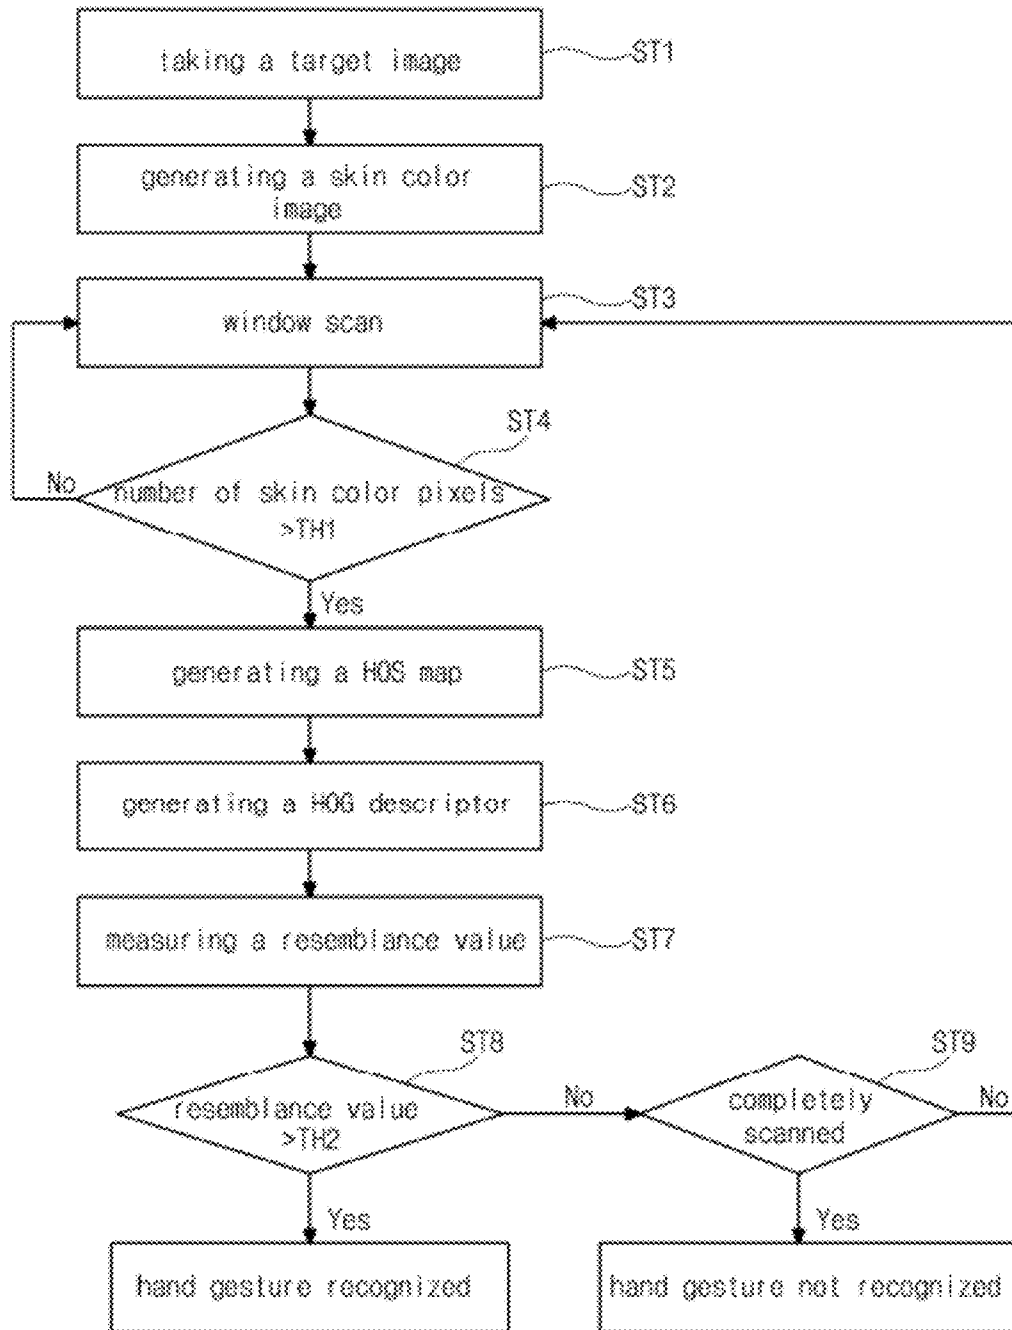 taking a target image
ST1
generating a skin color
image
ST2
window scan
ST3
ST4
No
number of skin color pixels
>TH1
Yes
generating a HOS map
ST5
generating a HOG descriptor
ST6
measuring a resemblance value
ST7
ST8
resemblance value
>TH2
No
ST9
completely
scanned
No
Yes
Yes
hand gesture recognized
hand gesture not recognized